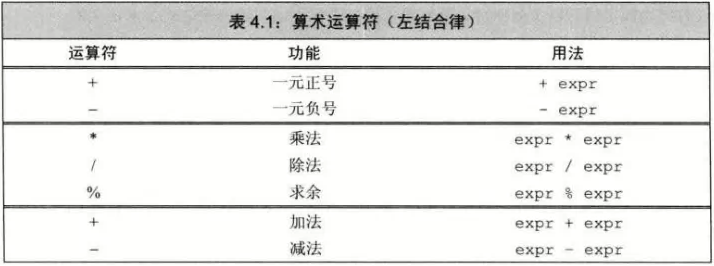 表 4.1：算术运算符（左结合律）
运算符 功能 用法
+ 一元正号 + expr
- 一元负号 - expr
* 乘法 expr * expr
/ 除法 expr / expr
% 求余 expr % expr
+ 加法 expr + expr
- 减法 expr - expr